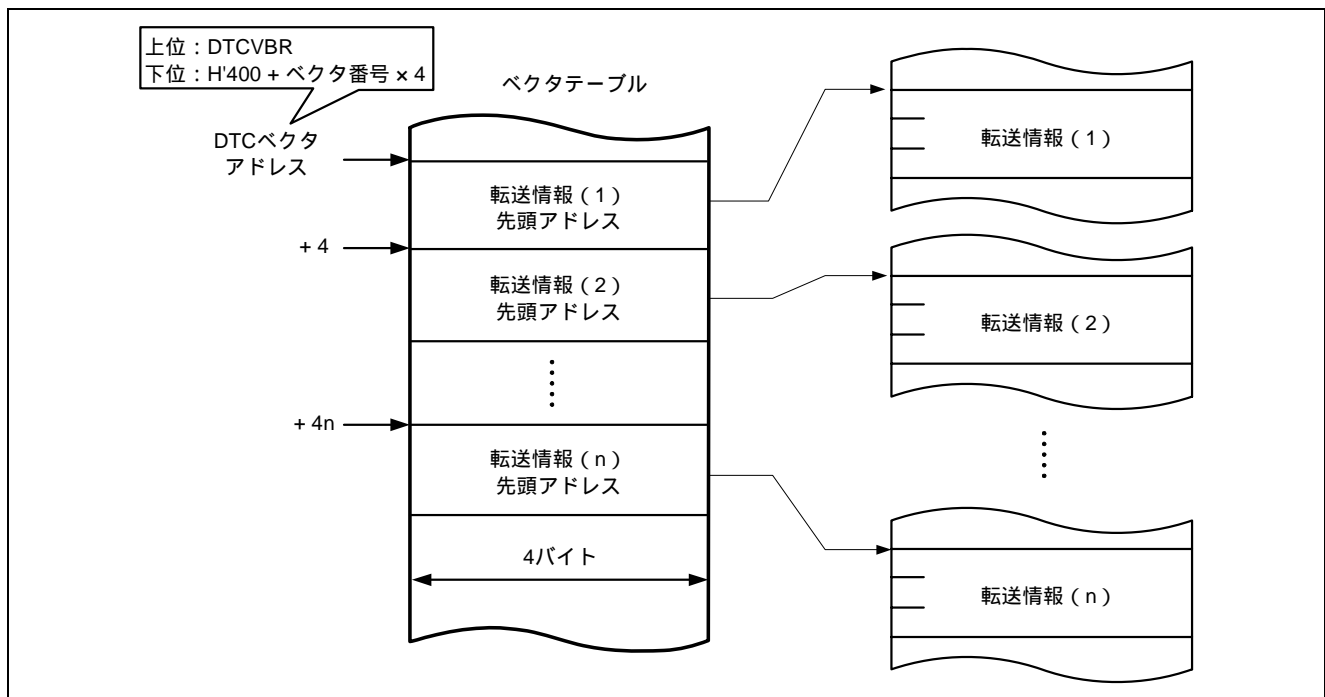 上位：DTCVBR
下位：H'400 + ベクタ番号 × 4
DTCベクタ
アドレス
ベクタテーブル
転送情報（1）
先頭アドレス
+ 4
転送情報（2）
先頭アドレス
+ 4n
転送情報（n）
先頭アドレス
4バイト
転送情報（1）
転送情報（2）
転送情報（n）